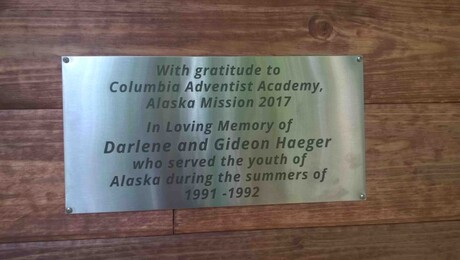 With gratitude to
Columbia Adventist Academy,
Alaska Mission 2017
In Loving Memory of
Darlene and Gideon Haeger
who served the youth of
Alaska during the summers of
1991 -1992